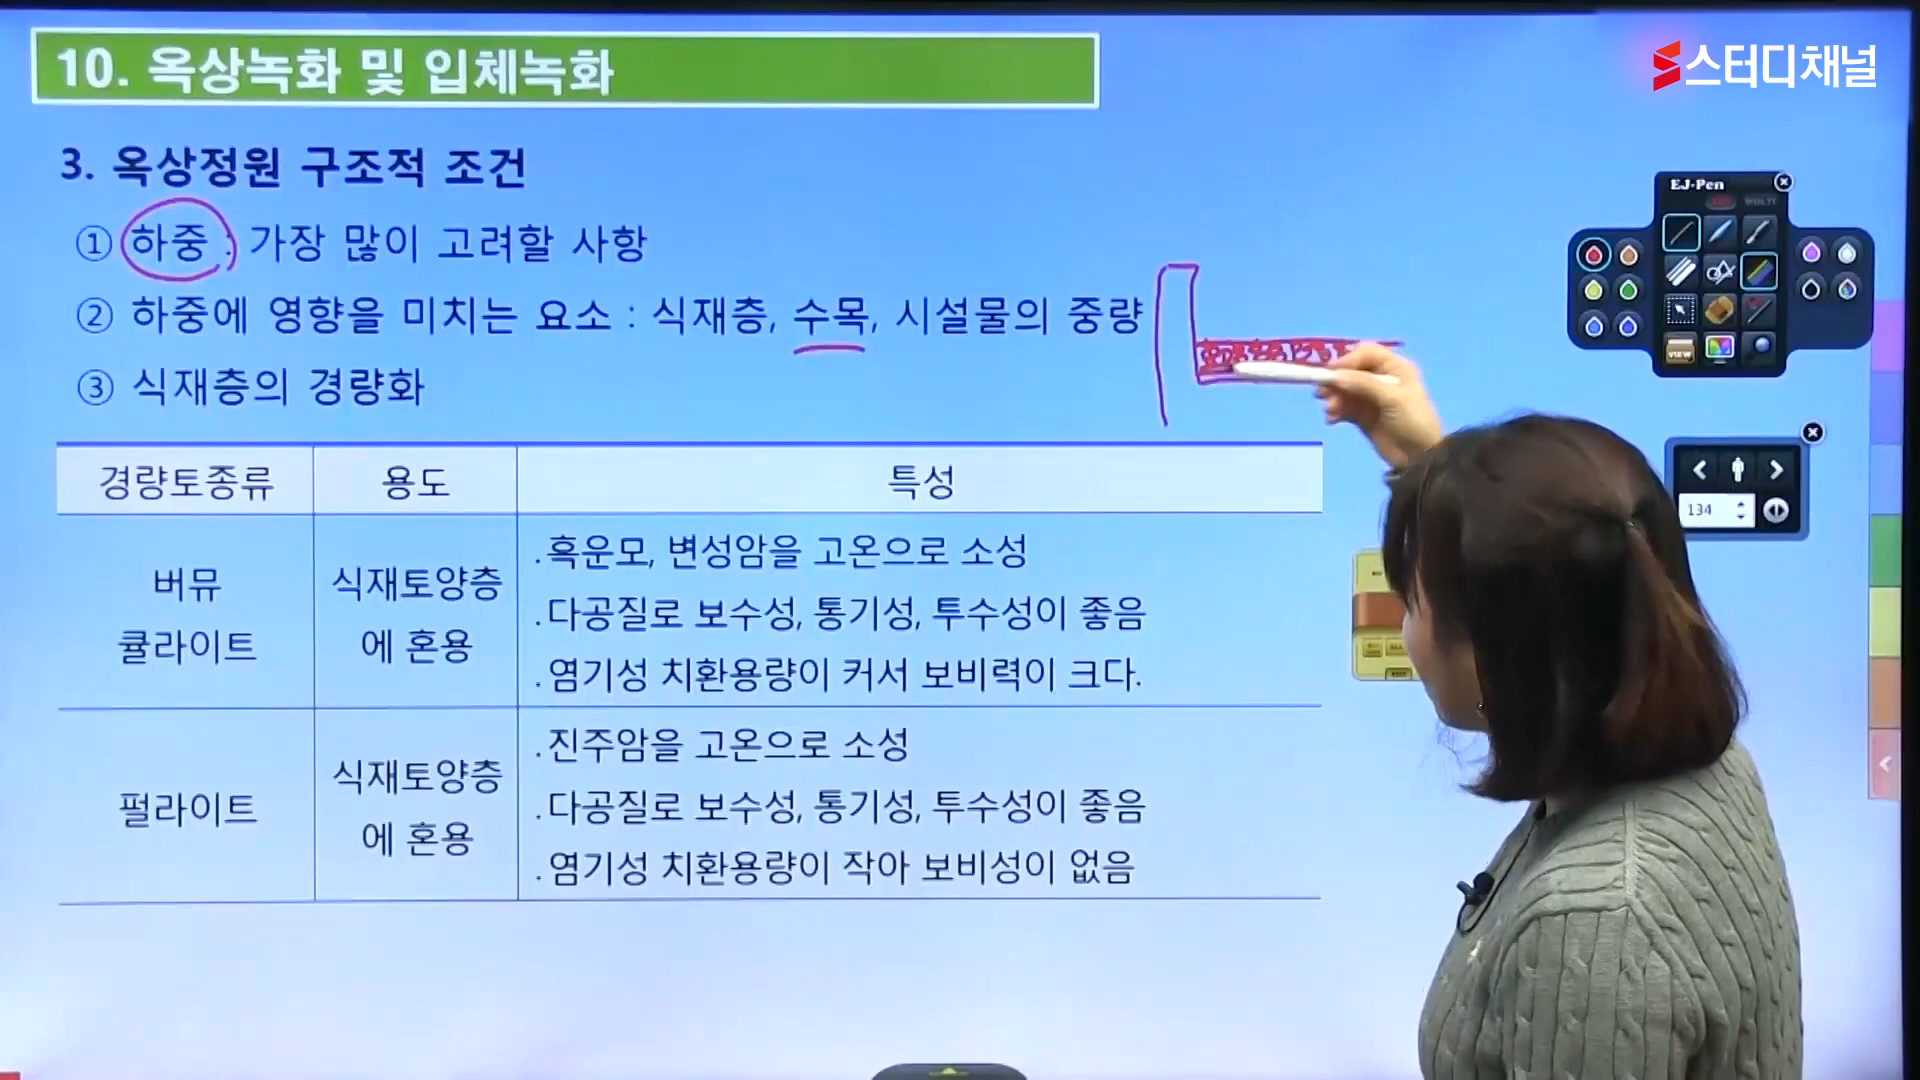 10. 옥상녹화 및 입체녹화
스터디채널
3. 옥상정원 구조적 조건
① 하중 : 가장 많이 고려할 사항
② 하중에 영향을 미치는 요소 : 식재층, 수목, 시설물의 중량
③ 식재층의 경량화
EJ-Pen
VIEW
134
경량토종류 용도 특성
버뮤
큘라이트
식재토양층
에 혼용
. 흑운모, 변성암을 고온으로 소성
. 다공질로 보수성, 통기성, 투수성이 좋음
. 염기성 치환용량이 커서 보비력이 크다.
펄라이트
식재토양층
에 혼용
. 진주암을 고온으로 소성
. 다공질로 보수성, 통기성, 투수성이 좋음
. 염기성 치환용량이 작아 보비성이 없음